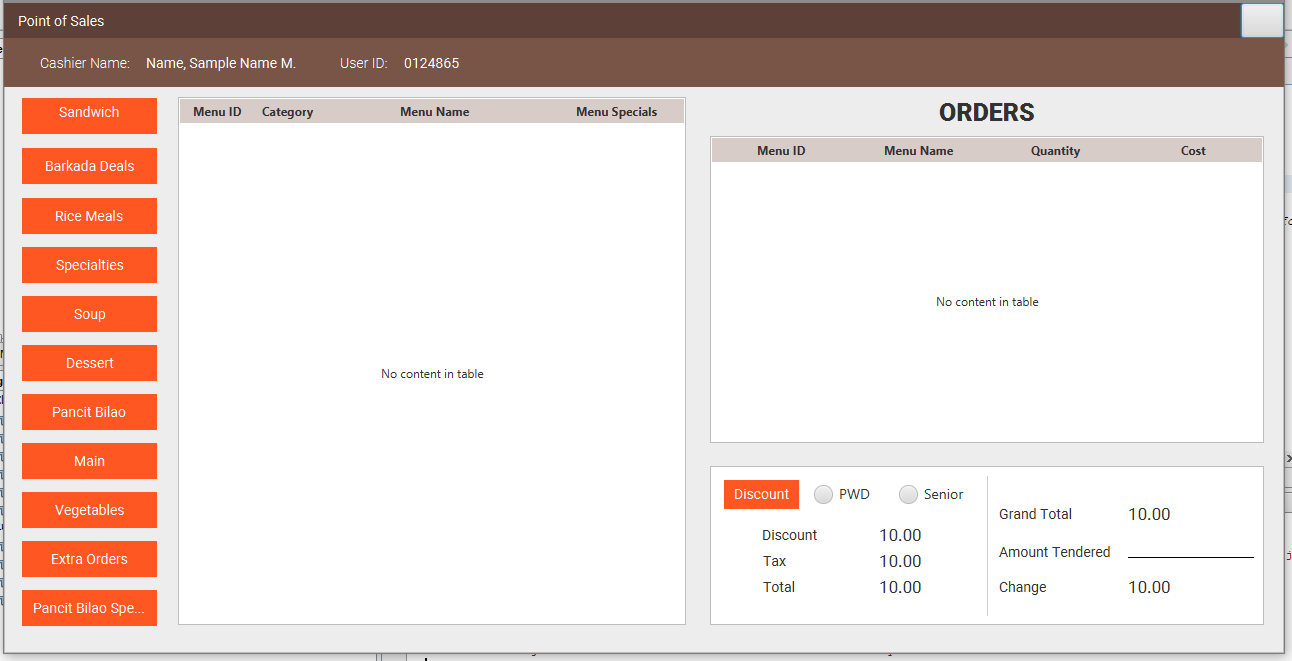 Point of Sales
Cashier Name: Name, Sample Name M. User ID: 0124865
Sandwich
Barkada Deals
Rice Meals
Specialties
Soup
Dessert
Pancit Bilao
Main
Vegetables
Extra Orders
Pancit Bilao Spe...
Menu ID Category Menu Name Menu Specials
No content in table
ORDERS
Menu ID Menu Name Quantity Cost
No content in table
Discount PWD Senior
Discount 10.00
Tax 10.00
Total 10.00
Grand Total 10.00
Amount Tendered
Change 10.00